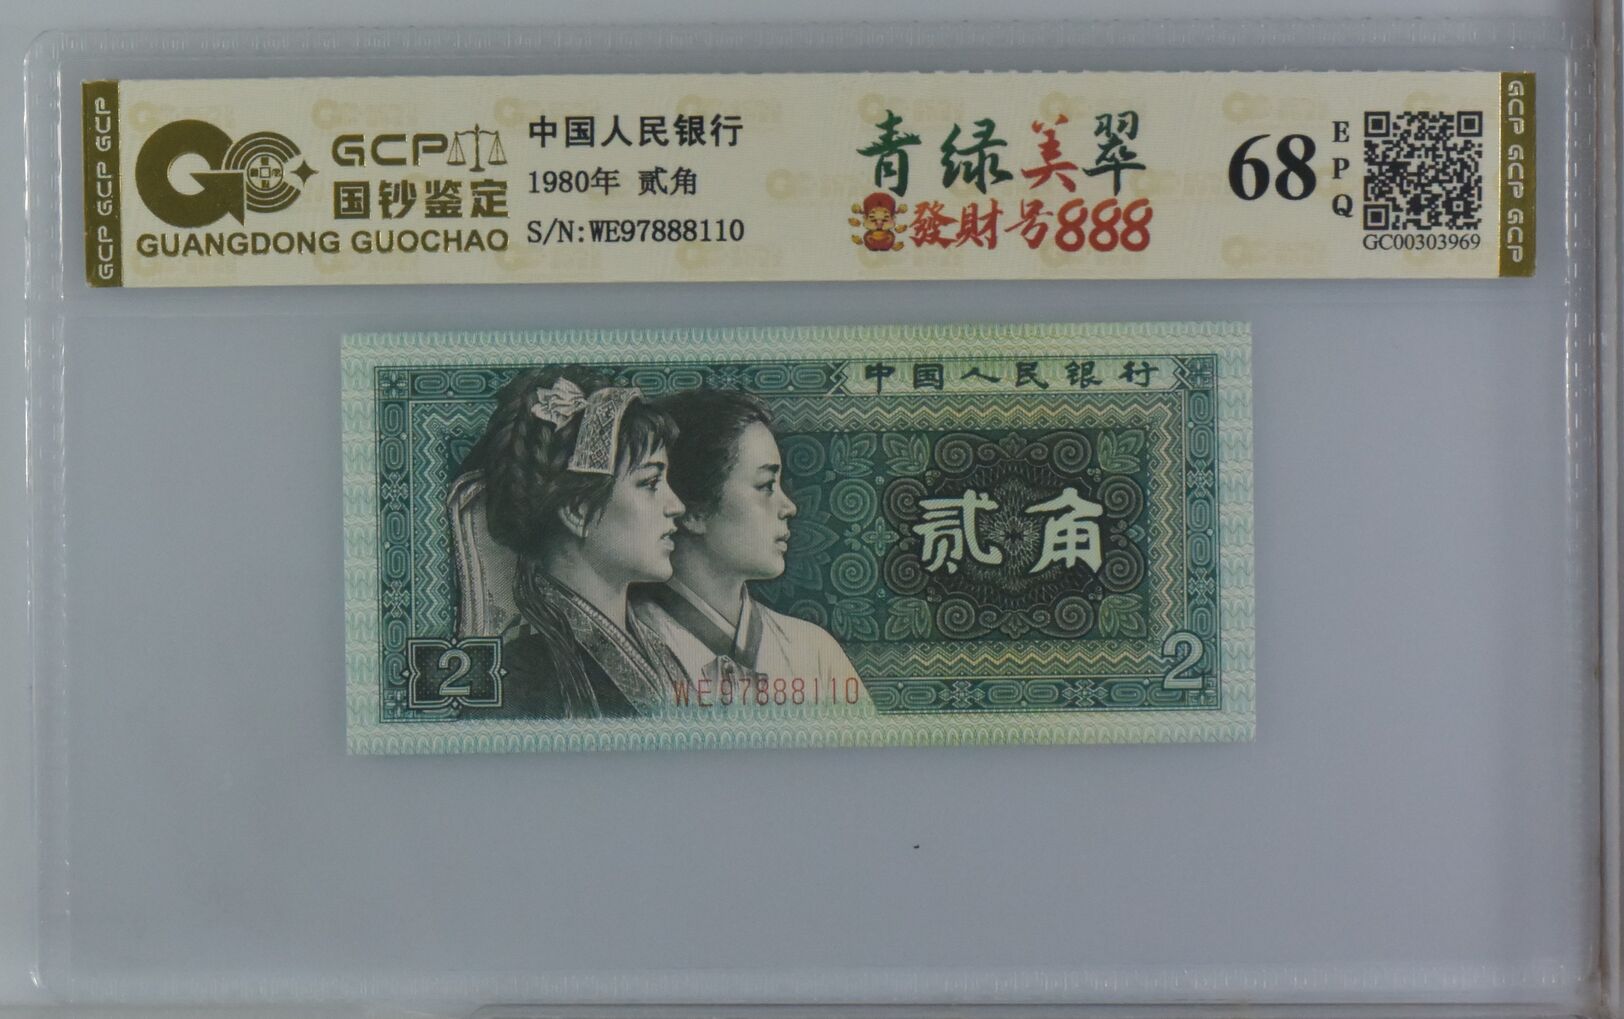 GCP GCP GCP
GCP
国钞鉴定
GUANGDONG GUOCHAO
中国人民银行
1980年 贰角
S/N:WE97888110
青绿美翠
發財号888
68
EPQ
GC00303969
GCP GCP GCP
中国人民银行
贰角
2
2
WE97888110